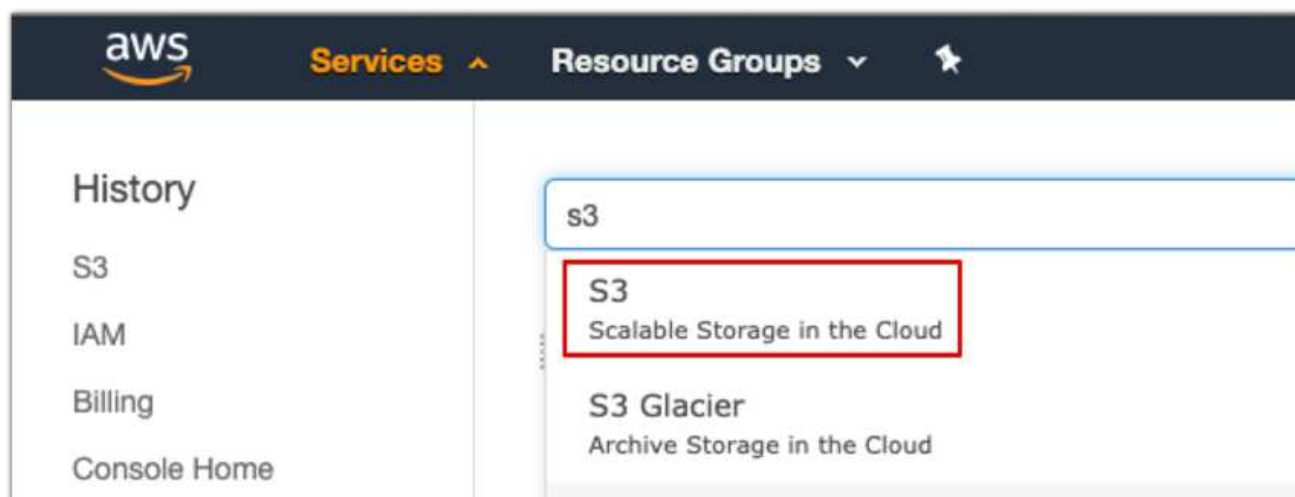 aws
Services
Resource Groups
History
S3
IAM
Billing
Console Home
s3
S3
Scalable Storage in the Cloud
S3 Glacier
Archive Storage in the Cloud